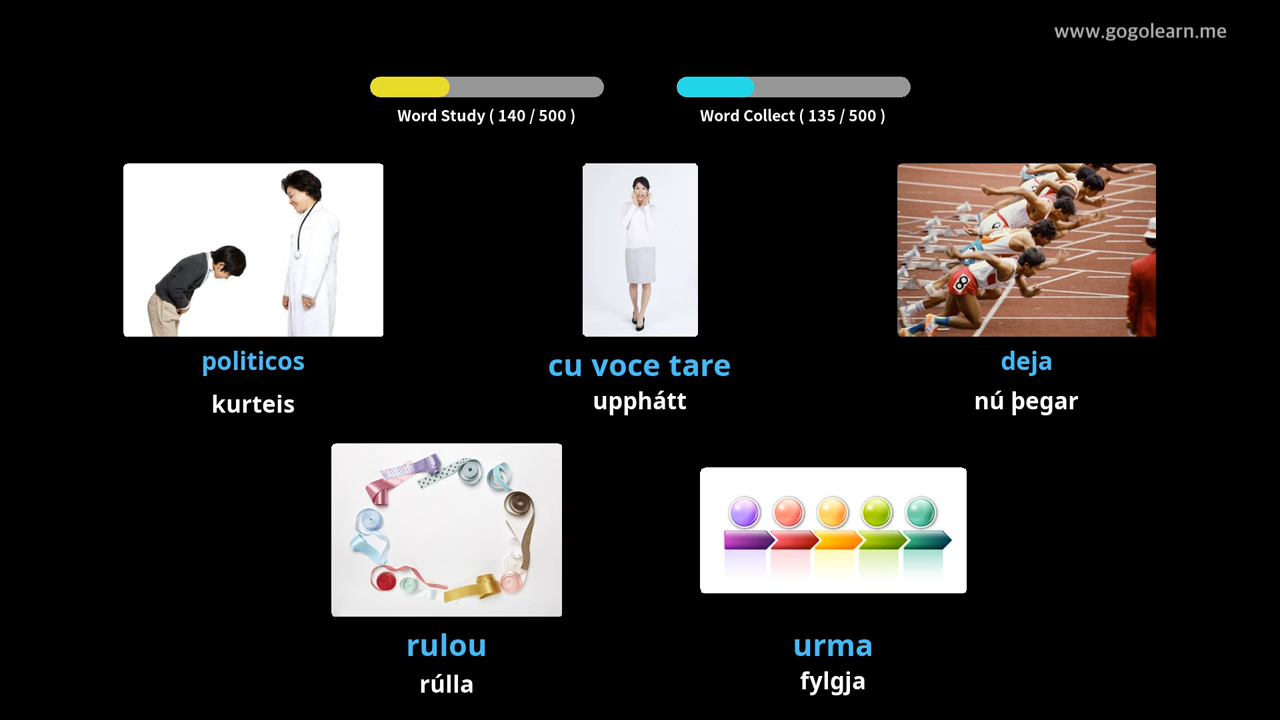 www.gogolearn.me
Word Study ( 140 / 500 )
Word Collect ( 135 / 500 )
politicos
kurteis
cu voce tare
upphátt
deja
nú þegar
rulou
rúlla
urma
fylgja